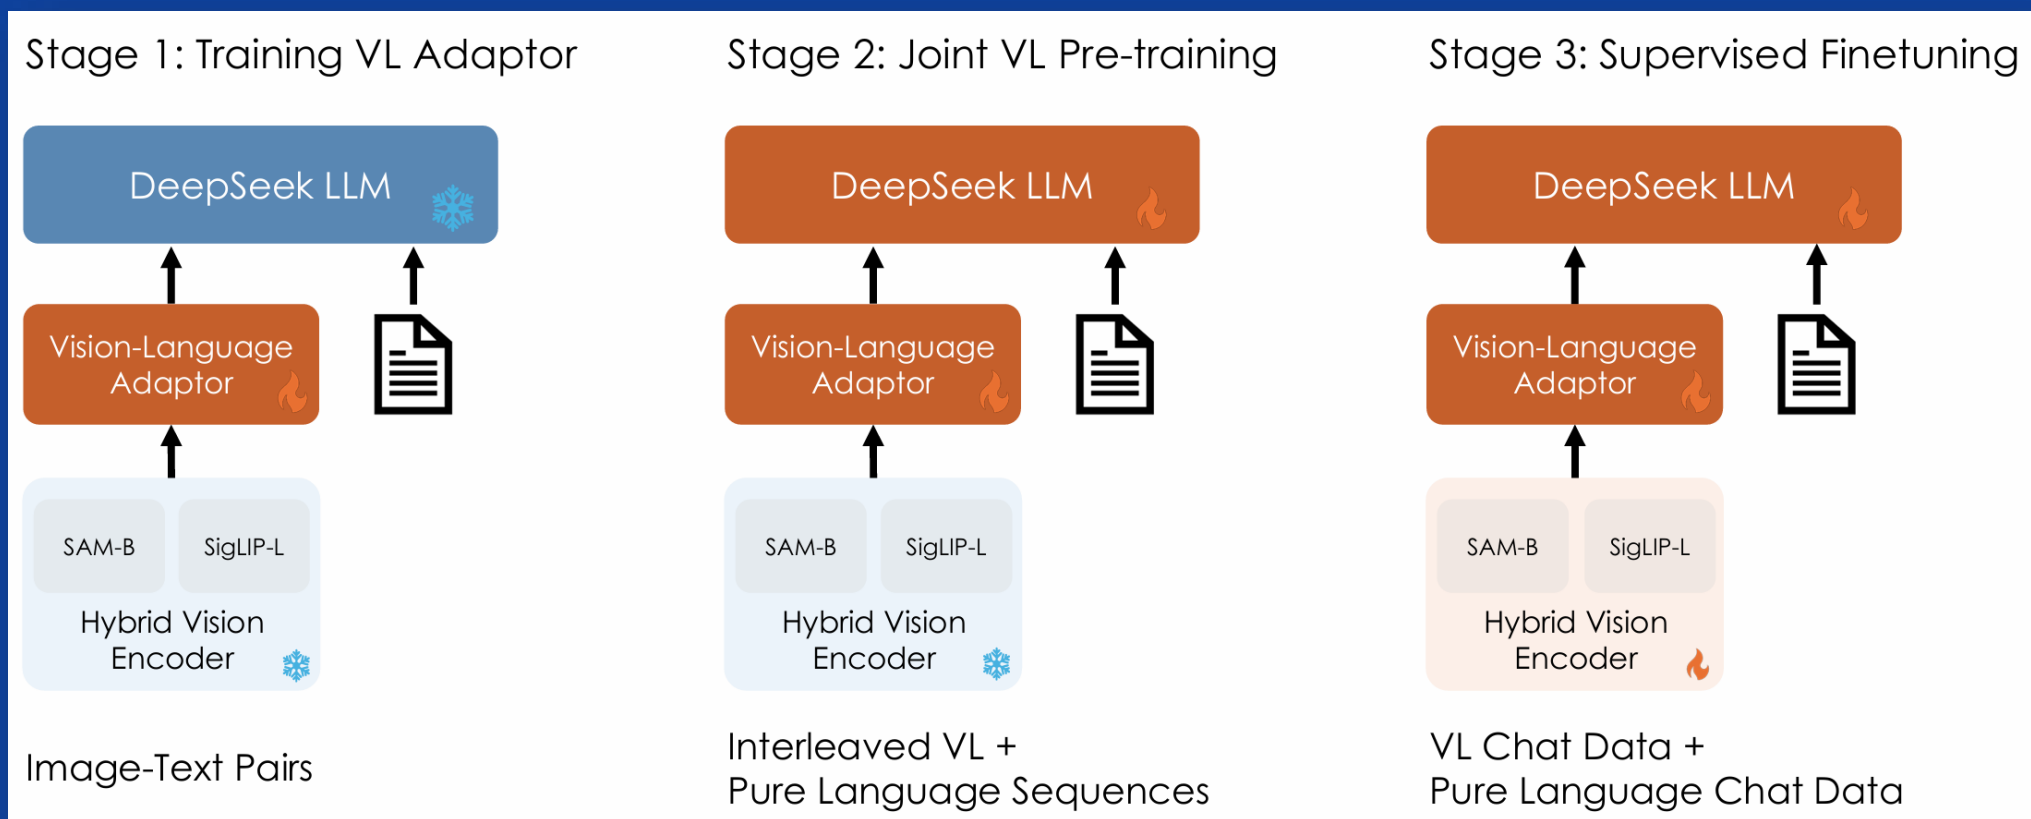 Stage 1: Training VL Adaptor
DeepSeek LLM
Vision-Language
Adaptor
SAM-B
SigLIP-L
Hybrid Vision
Encoder
Image-Text Pairs
Stage 2: Joint VL Pre-training
DeepSeek LLM
Vision-Language
Adaptor
SAM-B
SigLIP-L
Hybrid Vision
Encoder
Interleaved VL +
Pure Language Sequences
Stage 3: Supervised Finetuning
DeepSeek LLM
Vision-Language
Adaptor
SAM-B
SigLIP-L
Hybrid Vision
Encoder
VL Chat Data +
Pure Language Chat Data